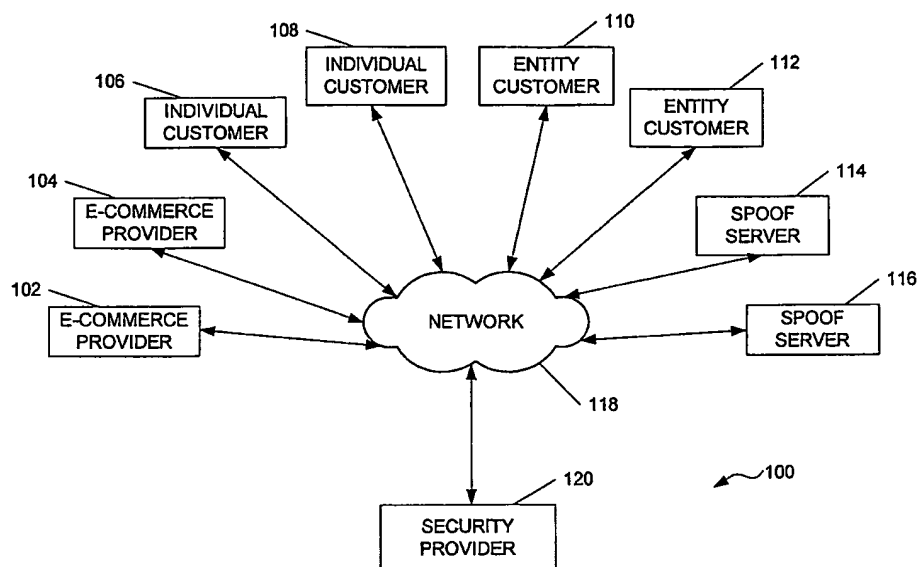 108
INDIVIDUAL
CUSTOMER
110
ENTITY
CUSTOMER
106
INDIVIDUAL
CUSTOMER
112
ENTITY
CUSTOMER
104
E-COMMERCE
PROVIDER
114
SPOOF
SERVER
102
E-COMMERCE
PROVIDER
NETWORK
116
SPOOF
SERVER
118
120
SECURITY
PROVIDER
100